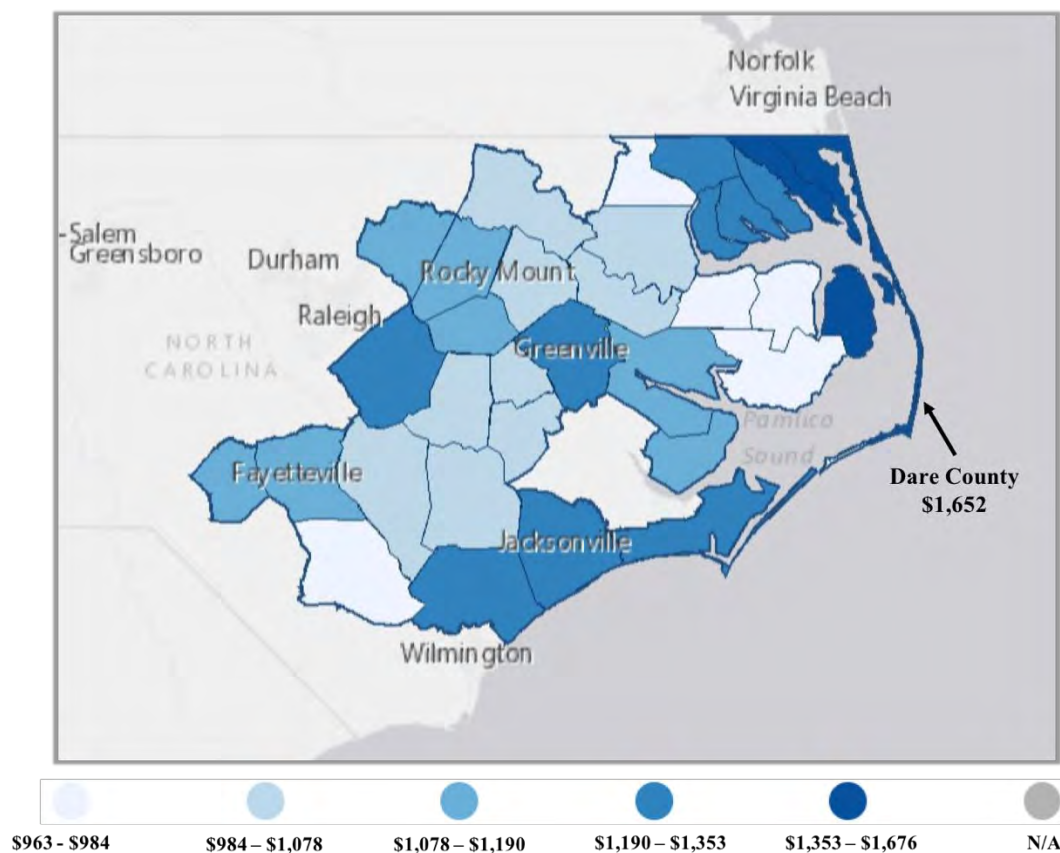 Norfolk
Virginia Beach
-Salem
Greensboro
Durham
Rocky Mount
Raleigh
NORTH
CAROLINA
Greenville
Pamlico
Sound
Fayetteville
Dare County
$1,652
Jacksonville
Wilmington
$963 - $984
$984 – $1,078
$1,078 – $1,190
$1,190 – $1,353
$1,353 – $1,676
N/A